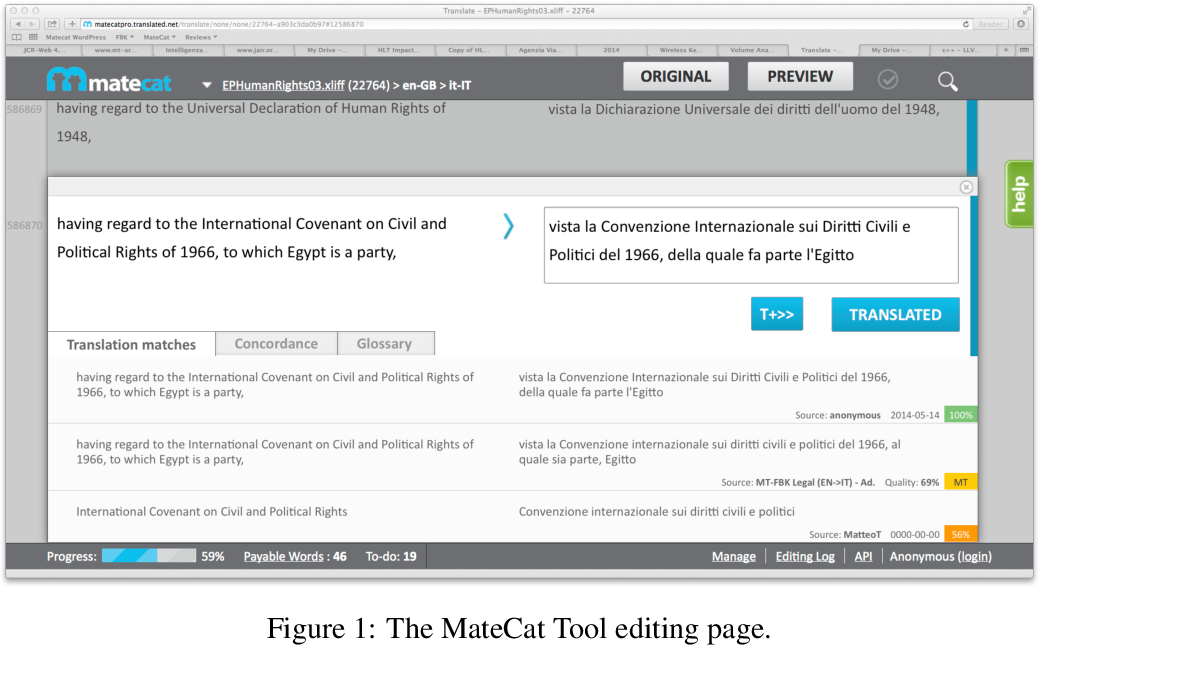 Translate – EPHumanRights03.xliff – 22764
matecatpro.translated.net/translate/none/none/22764-a903c3da0b97#12586870
Reader
Matecat WordPress FBK MateCat Reviews
JCR-Web 4... www.mt-ar... Intelligenza... www.jair.or... My Drive –... HLT Impact... Copy of HL... Agenzia Via... 2014 Wireless Ke... Volume Ana... Translate –... My Drive –... c++ – LLV...
matecat EPHumanRights03.xliff (22764) > en-GB > it-IT ORIGINAL PREVIEW
586869 having regard to the Universal Declaration of Human Rights of vista la Dichiarazione Universale dei diritti dell'uomo del 1948,
1948,
help
586870 having regard to the International Covenant on Civil and vista la Convenzione Internazionale sui Diritti Civili e
Political Rights of 1966, to which Egypt is a party, Politici del 1966, della quale fa parte l'Egitto
T+>> TRANSLATED
Translation matches Concordance Glossary
having regard to the International Covenant on Civil and Political Rights of vista la Convenzione Internazionale sui Diritti Civili e Politici del 1966,
1966, to which Egypt is a party, della quale fa parte l'Egitto
Source: anonymous 2014-05-14 100%
having regard to the International Covenant on Civil and Political Rights of vista la Convenzione internazionale sui diritti civili e politici del 1966, al
1966, to which Egypt is a party, quale sia parte, Egitto
Source: MT-FBK Legal (EN->IT) - Ad. Quality: 69% MT
International Covenant on Civil and Political Rights Convenzione internazionale sui diritti civili e politici
Source: MatteoT 0000-00-00 56%
Progress: 59% Payable Words : 46 To-do: 19 Manage Editing Log API Anonymous (login)
Figure 1: The MateCat Tool editing page.